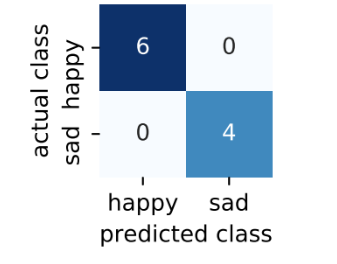 actual class
happy
sad
6 0
0 4
happy sad
predicted class